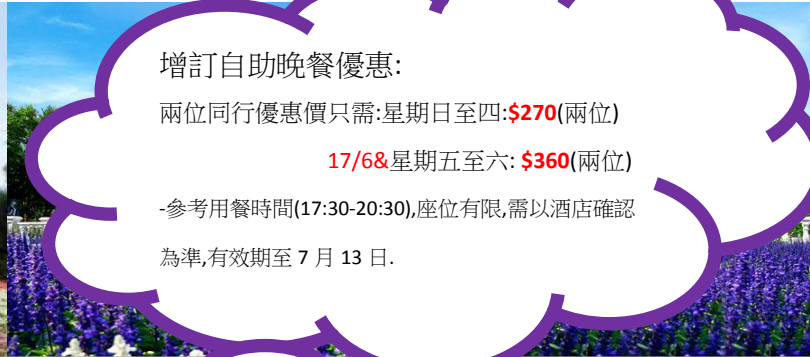 增訂自助晚餐優惠:
兩位同行優惠價只需:星期日至四:$270(兩位)
17/6&星期五至六: $360(兩位)
-參考用餐時間(17:30-20:30),座位有限,需以酒店確認
為準,有效期至 7 月 13 日.